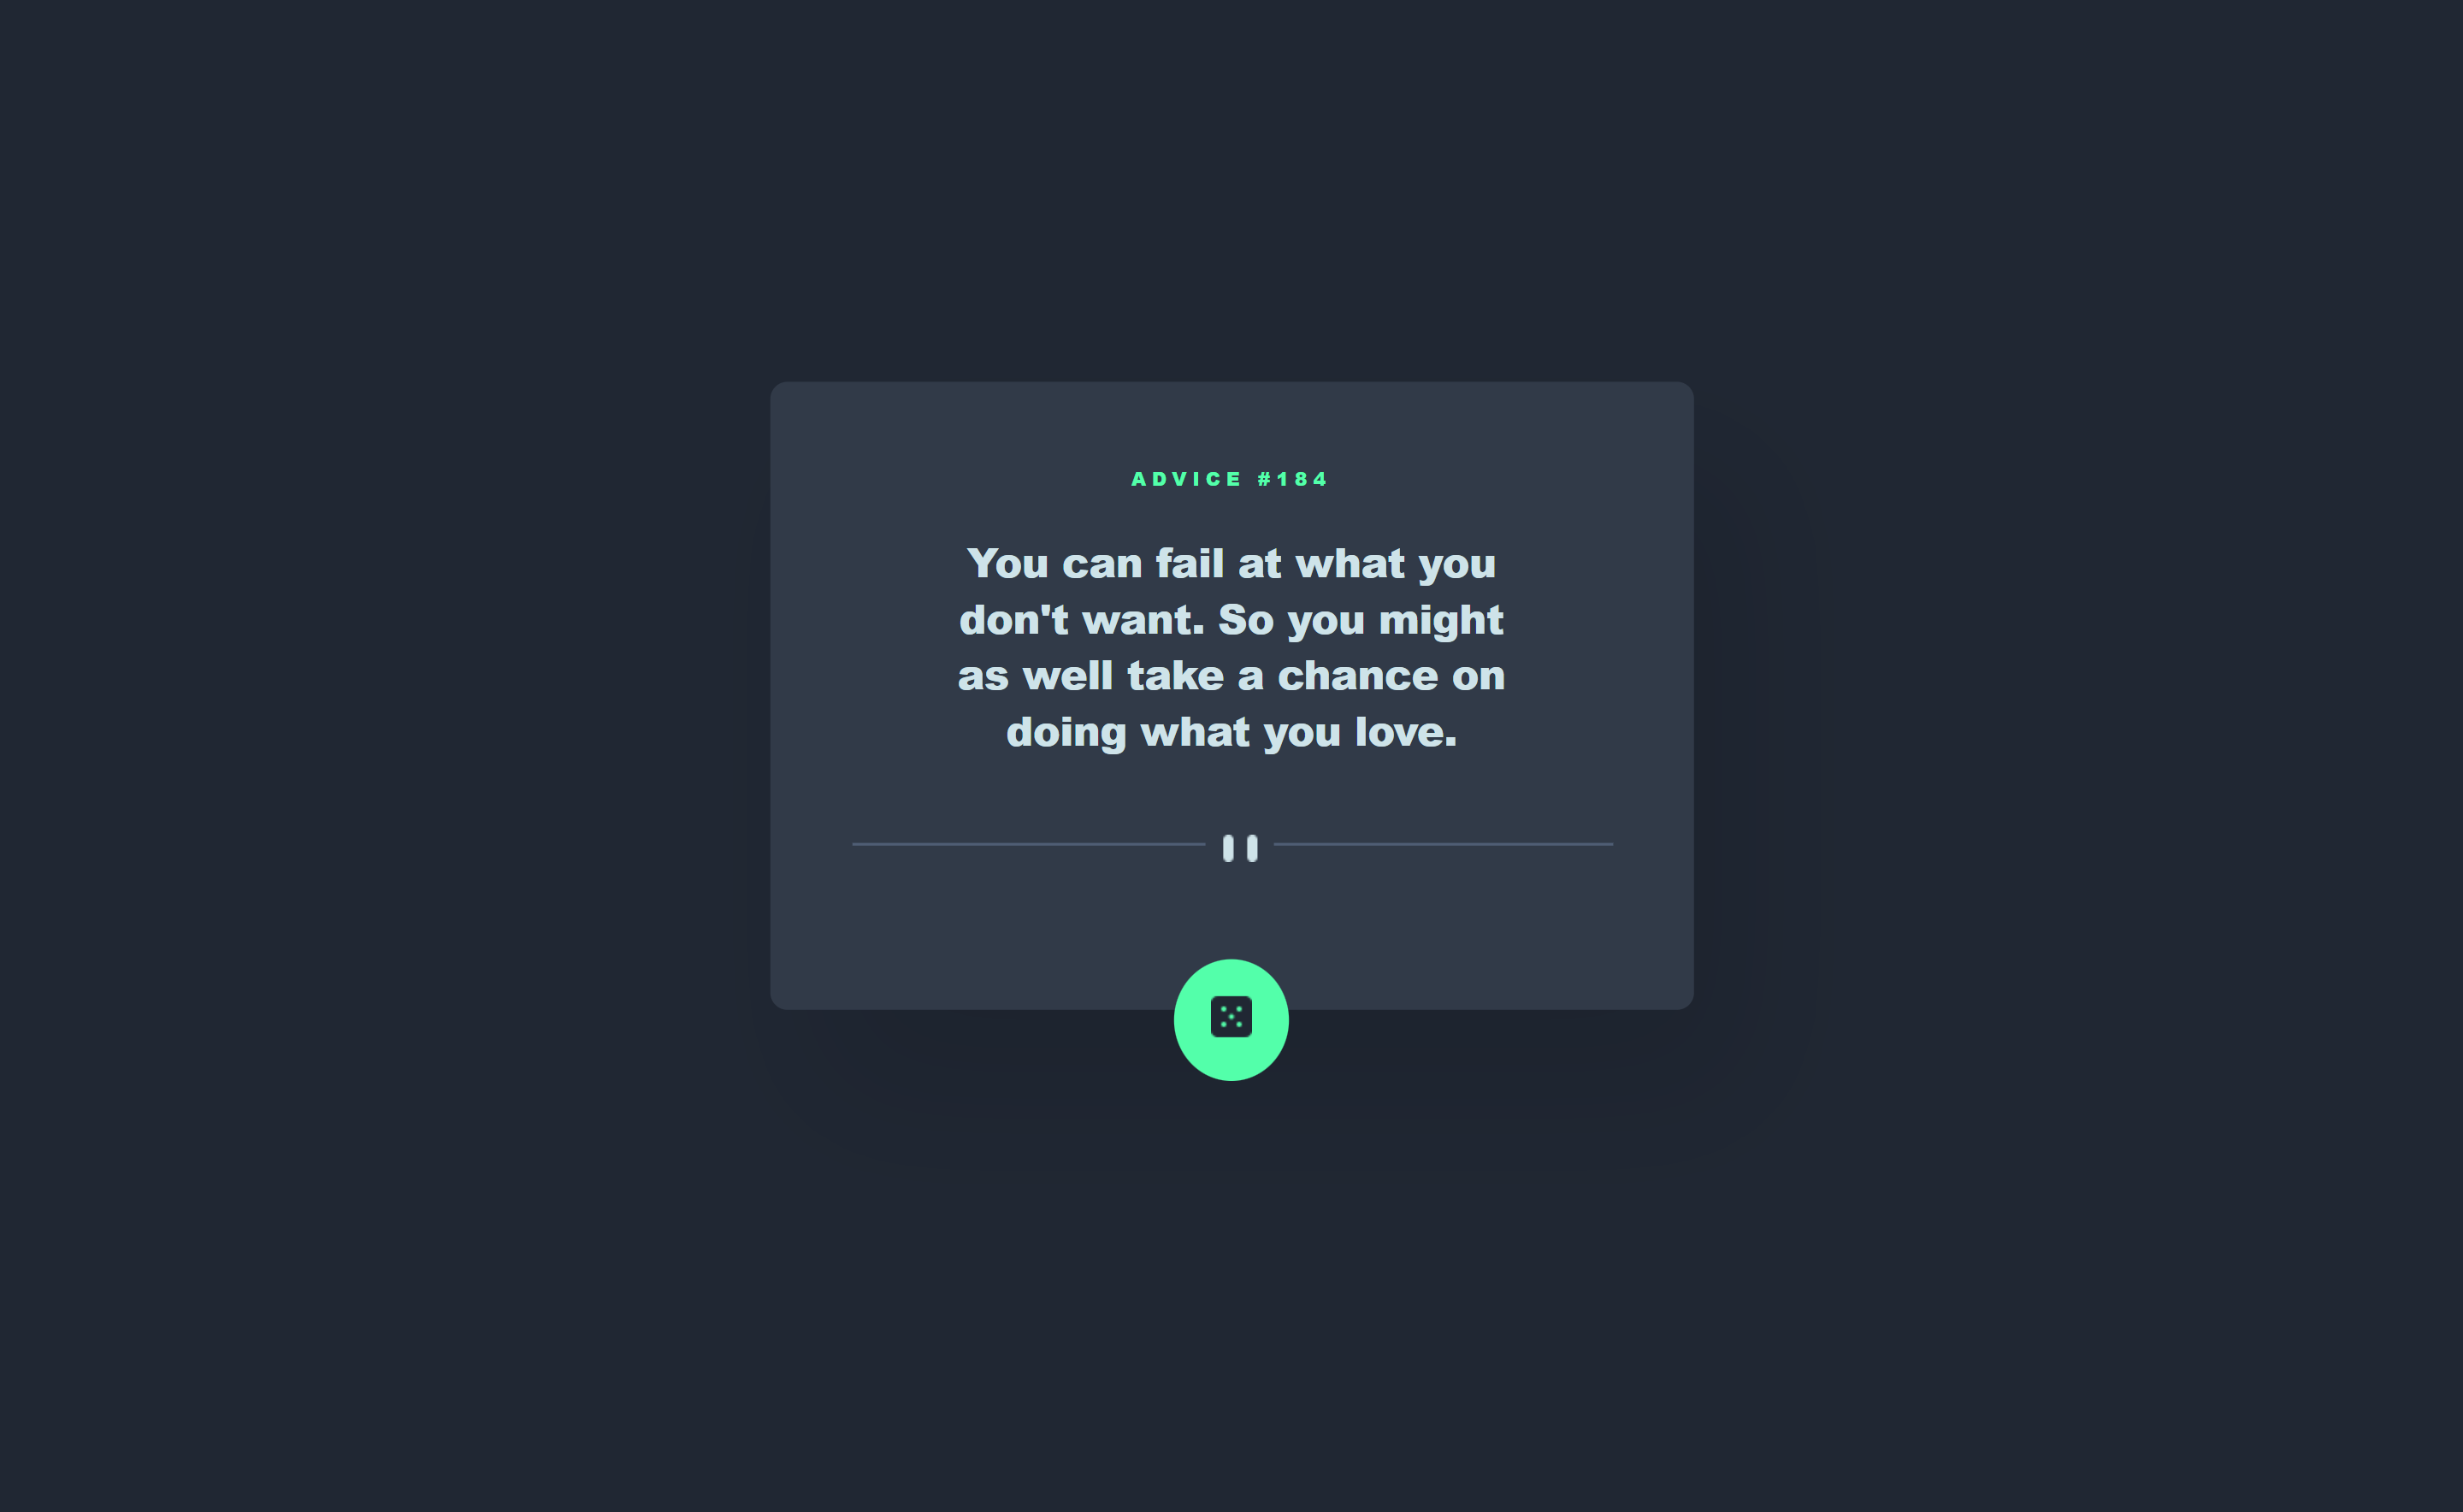 ADVICE #184
You can fail at what you
don't want. So you might
as well take a chance on
doing what you love.